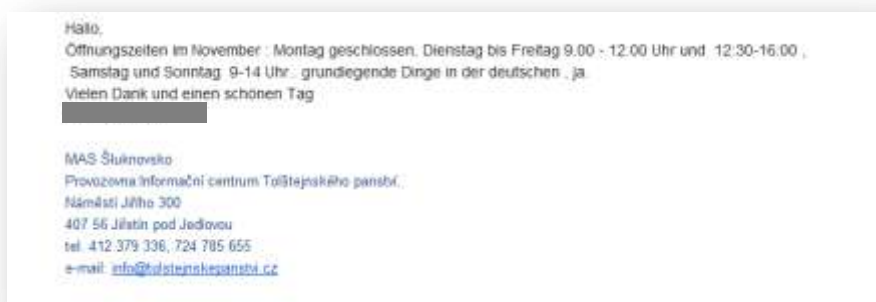 Hallo,
Öffnungszeiten im November : Montag geschlossen, Dienstag bis Freitag 9.00 - 12.00 Uhr und 12:30-16:00 ,
Samstag und Sonntag 9-14 Uhr , grundlegende Dinge in der deutschen , ja.
Vielen Dank und einen schönen Tag
MAS Šluknovsko
Provozovna Informační centrum Tolštejnského panství,
Náměstí Jiřího 300
407 56 Jiřetín pod Jedlovou
tel. 412 379 336, 724 785 655
e-mail: info@tolstejnskepanstvi.cz